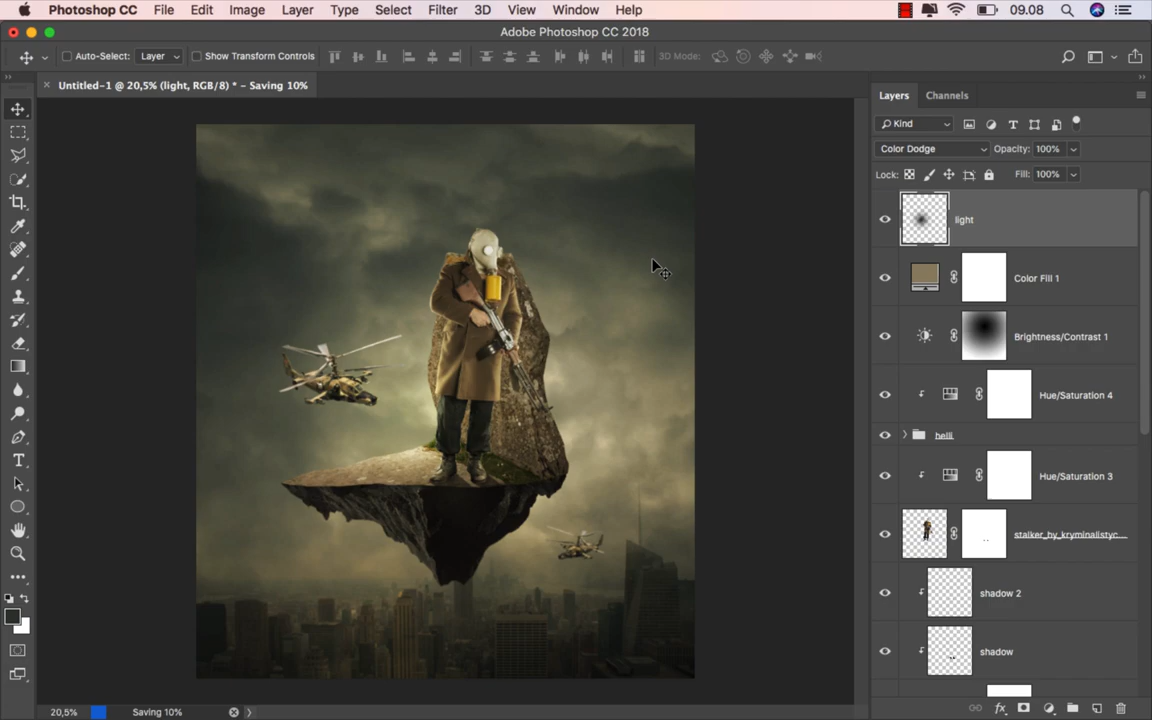 Photoshop CC File Edit Image Layer Type Select Filter 3D View Window Help 09.08
Adobe Photoshop CC 2018
Auto-Select: Layer Show Transform Controls 3D Mode:
× Untitled-1 @ 20,5% (light, RGB/8) * – Saving 10%
Layers Channels
Kind
Color Dodge Opacity: 100%
Lock: Fill: 100%
light
Color Fill 1
Brightness/Contrast 1
Hue/Saturation 4
helli
Hue/Saturation 3
stalker_by_kryminalistyc...
shadow 2
shadow
20,5% Saving 10%